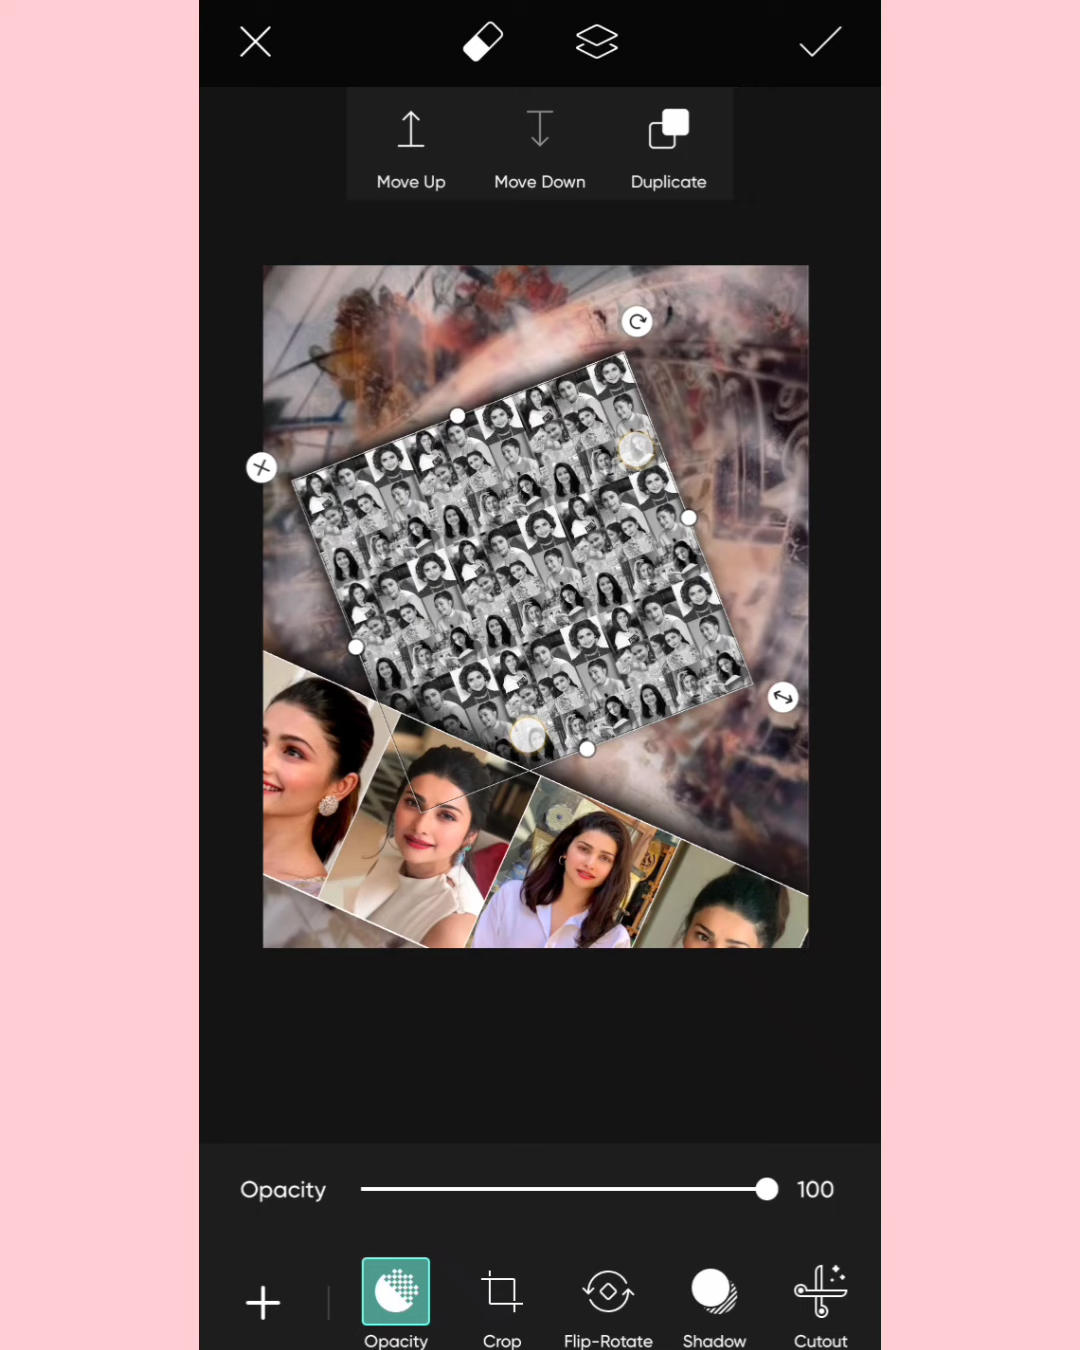 Move Up
Move Down
Duplicate
Opacity
100
Opacity
Crop
Flip-Rotate
Shadow
Cutout